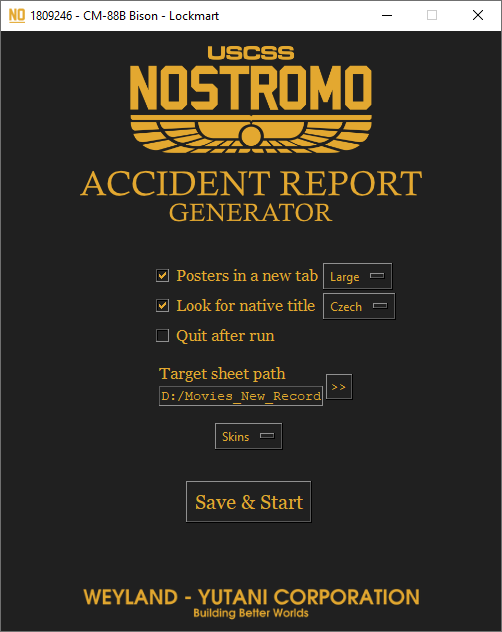 NO 1809246 - CM-88B Bison - Lockmart
USCSS
NOSTROMO
ACCIDENT REPORT
GENERATOR
Posters in a new tab Large
Look for native title Czech
Quit after run
Target sheet path
D:/Movies_New_Record >>
Skins
Save & Start
WEYLAND - YUTANI CORPORATION
Building Better Worlds